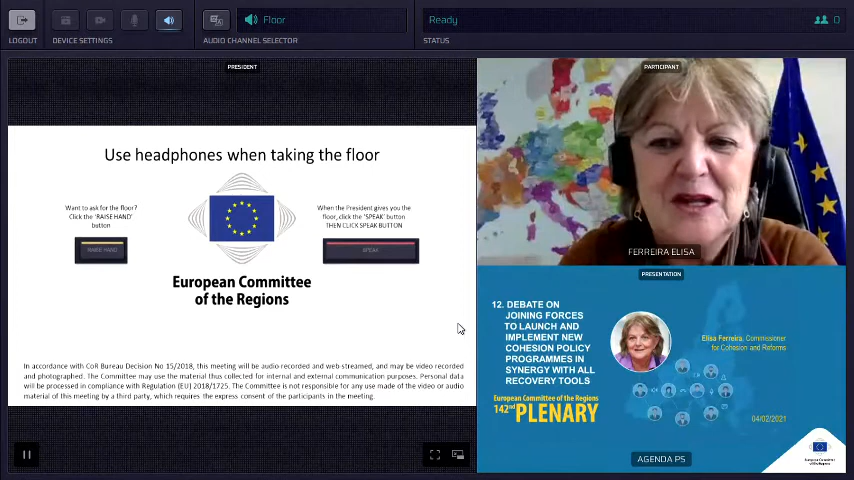 LOGOUT
DEVICE SETTINGS
Floor
AUDIO CHANNEL SELECTOR
Ready
STATUS
0
PRESIDENT
Use headphones when taking the floor
Want to ask for the floor?
Click the 'RAISE HAND'
button
RAISE HAND
When the President gives you the
floor, click the 'SPEAK' button
THEN CLICK SPEAK BUTTON
SPEAK
European Committee
of the Regions
In accordance with CoR Bureau Decision No 15/2018, this meeting will be audio recorded and web streamed, and may be video recorded
and photographed. The Committee may use the material thus collected for internal and external communication purposes. Personal data
will be processed in compliance with Regulation (EU) 2018/1725. The Committee is not responsible for any use made of the video or audio
material of this meeting by a third party, which requires the express consent of the participants in the meeting.
PARTICIPANT
FERREIRA ELISA
PRESENTATION
12. DEBATE ON
JOINING FORCES
TO LAUNCH AND
IMPLEMENT NEW
COHESION POLICY
PROGRAMMES IN
SYNERGY WITH ALL
RECOVERY TOOLS
European Committee of the Regions
142nd PLENARY
Elisa Ferreira, Commissioner
for Cohesion and Reforms
04/02/2021
AGENDA PS
European Committee
of the Regions